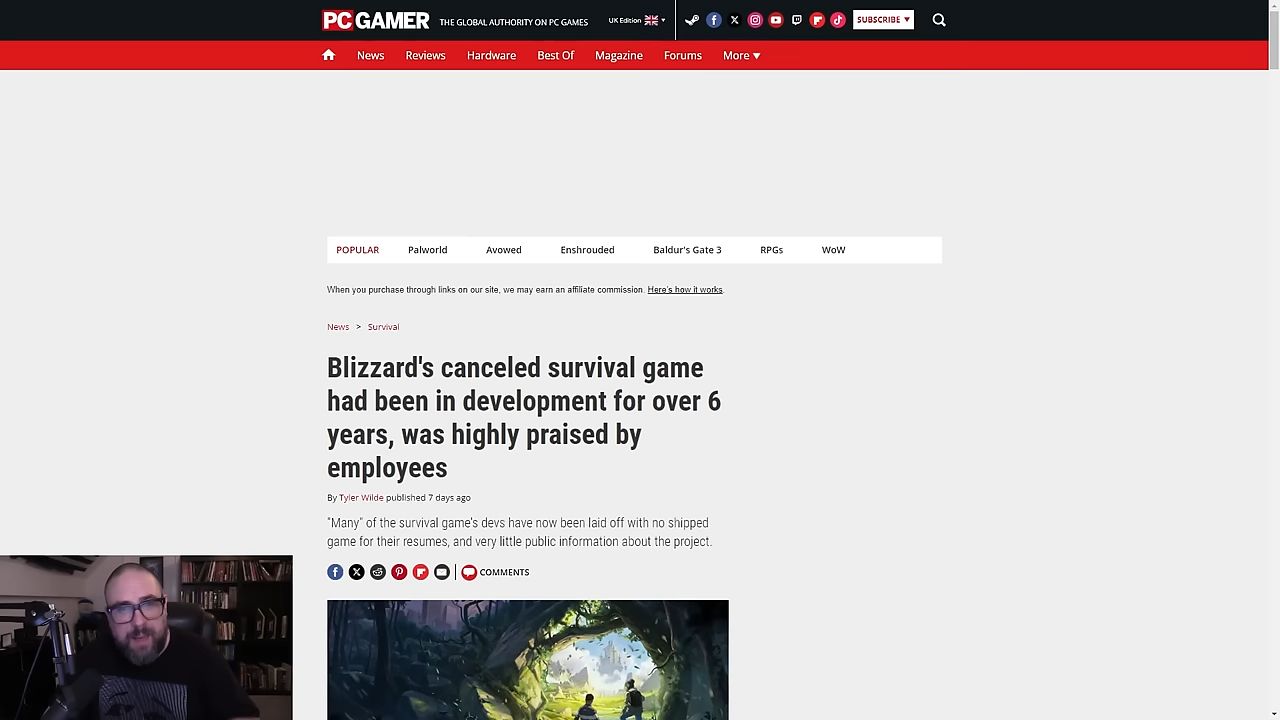 PC GAMER THE GLOBAL AUTHORITY ON PC GAMES UK Edition SUBSCRIBE
News Reviews Hardware Best Of Magazine Forums More
POPULAR Palworld Avowed Enshrouded Baldur's Gate 3 RPGs WoW
When you purchase through links on our site, we may earn an affiliate commission. Here's how it works.
News > Survival
Blizzard's canceled survival game
had been in development for over 6
years, was highly praised by
employees
By Tyler Wilde published 7 days ago
"Many" of the survival game's devs have now been laid off with no shipped
game for their resumes, and very little public information about the project.
COMMENTS